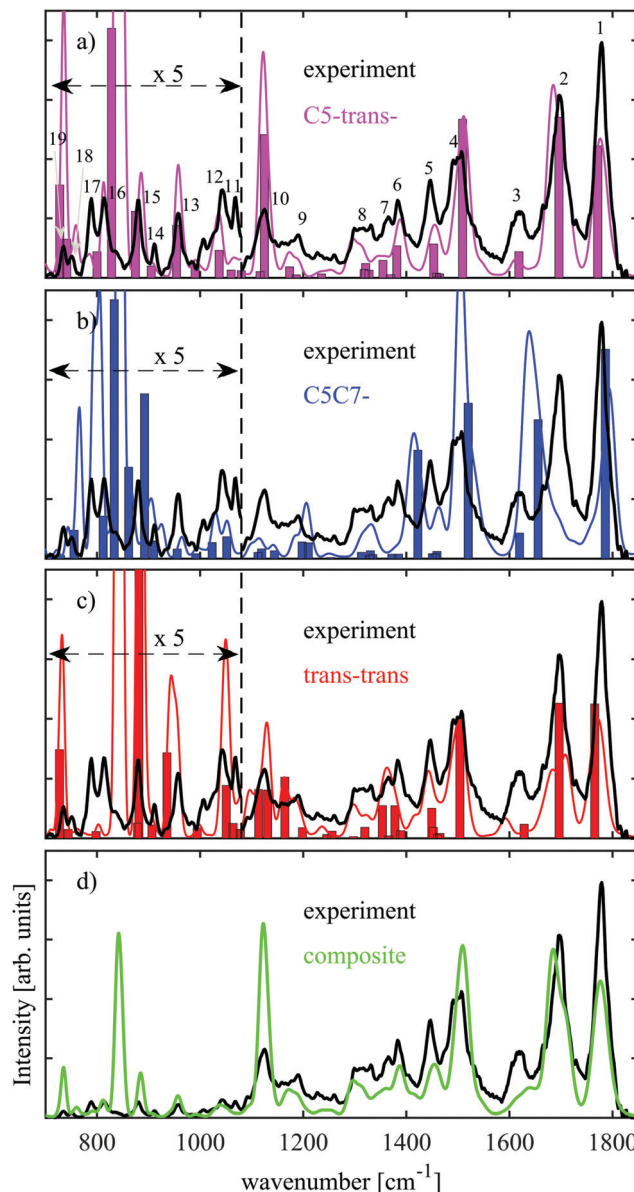 a)
x 5
experiment
C5-trans-
1
2
3
4
5
6
7
8
9
10
11
12
13
14
15
16
17
18
19
b)
x 5
experiment
C5C7-
c)
x 5
experiment
trans-trans
d)
experiment
composite
Intensity [arb. units]
800 1000 1200 1400 1600 1800
wavenumber [cm⁻¹]